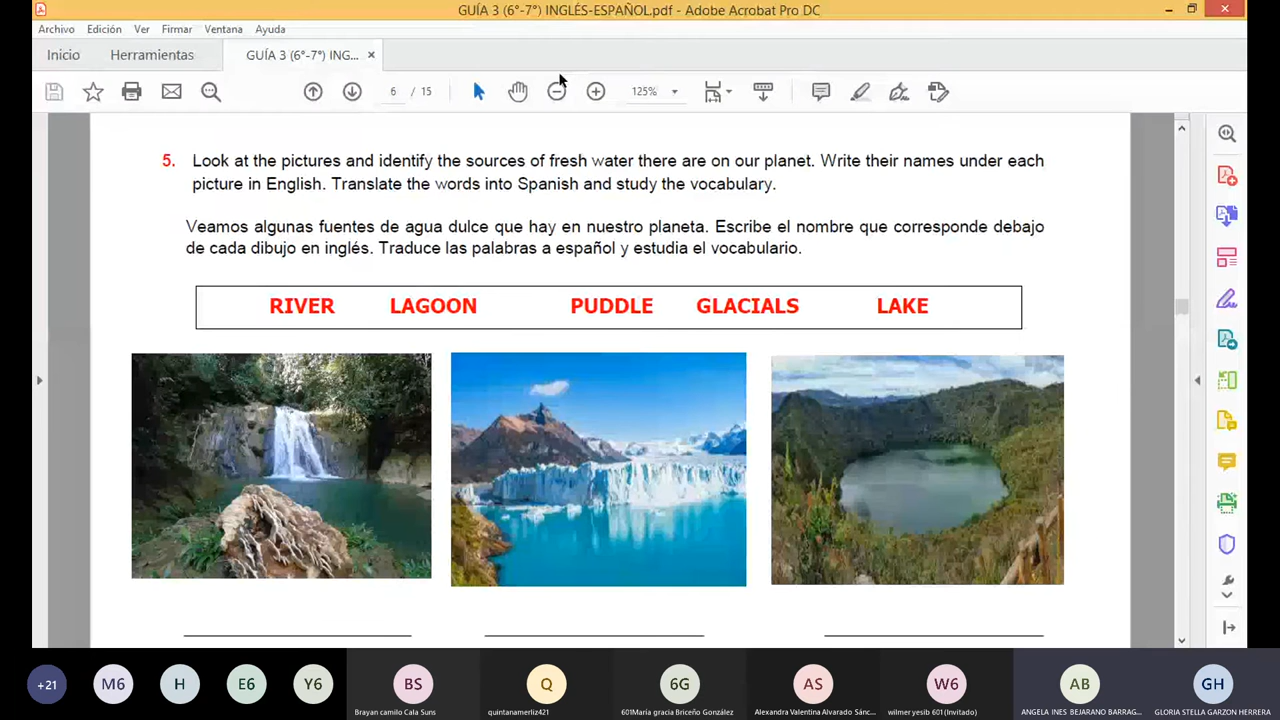 GUÍA 3 (6°-7°) INGLÉS-ESPAÑOL.pdf - Adobe Acrobat Pro DC
Archivo Edición Ver Firmar Ventana Ayuda
Inicio Herramientas GUÍA 3 (6°-7°) ING... ×
6 / 15 125%
5. Look at the pictures and identify the sources of fresh water there are on our planet. Write their names under each
picture in English. Translate the words into Spanish and study the vocabulary.
Veamos algunas fuentes de agua dulce que hay en nuestro planeta. Escribe el nombre que corresponde debajo
de cada dibujo en inglés. Traduce las palabras a español y estudia el vocabulario.
RIVER LAGOON PUDDLE GLACIALS LAKE
+21 M6 H E6 Y6 BS Q 6G AS W6 AB GH
Brayan camilo Cala Suns quintanamerliz421 601María gracia Briceño González Alexandra Valentina Alvarado Sánc... wilmer yesib 601 (Invitado) ANGELA INES BEJARANO BARRAG... GLORIA STELLA GARZON HERRERA